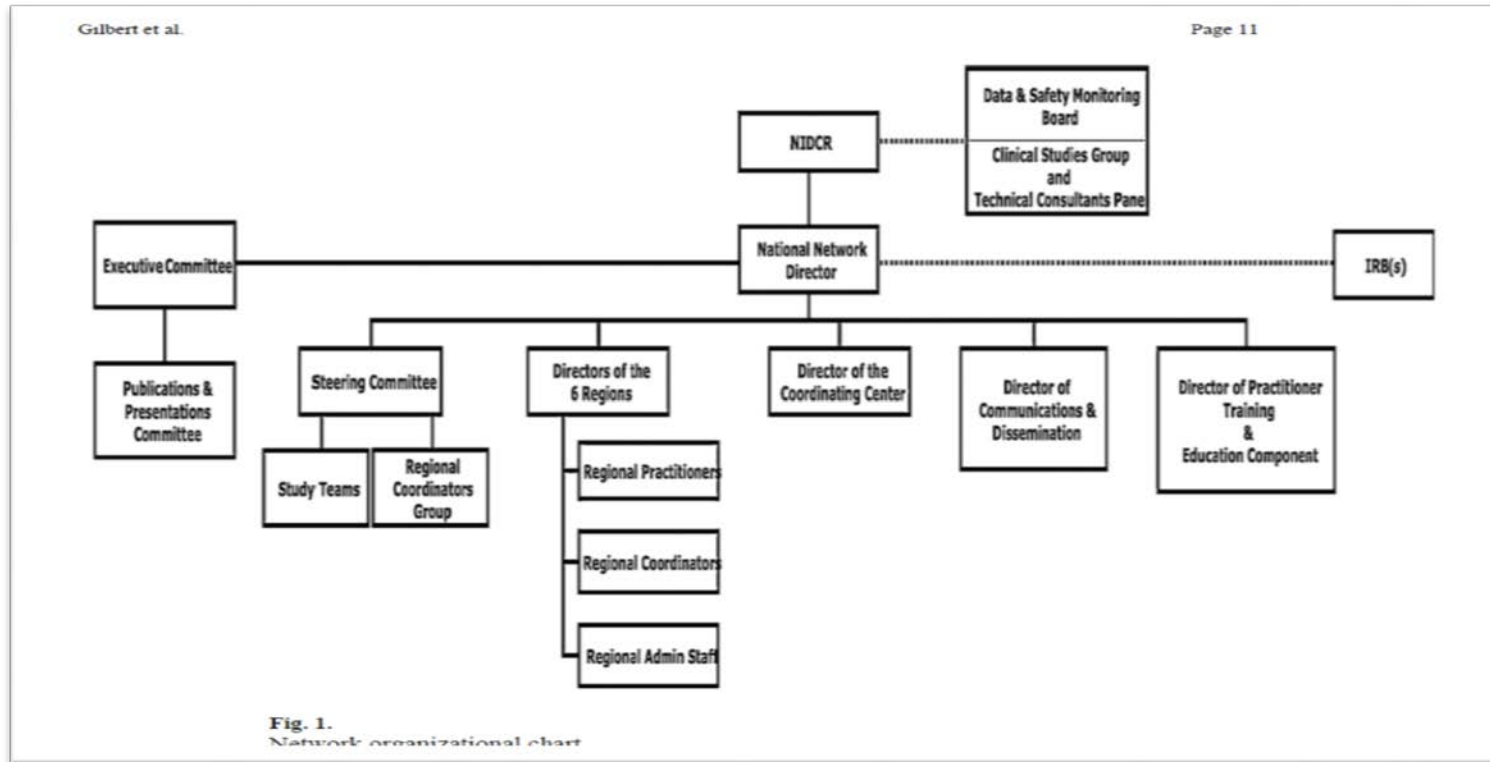 Gilbert et al.
Page 11
Data & Safety Monitoring
Board
Clinical Studies Group
and
Technical Consultants Pane
NIDCR
National Network
Director
Executive Committee
IRB(s)
Publications &
Presentations
Committee
Steering Committee
Study Teams
Regional
Coordinators
Group
Directors of the
6 Regions
Regional Practitioners
Regional Coordinators
Regional Admin Staff
Director of the
Coordinating Center
Director of
Communications &
Dissemination
Director of Practitioner
Training
&
Education Component
Fig. 1.
Network organizational chart